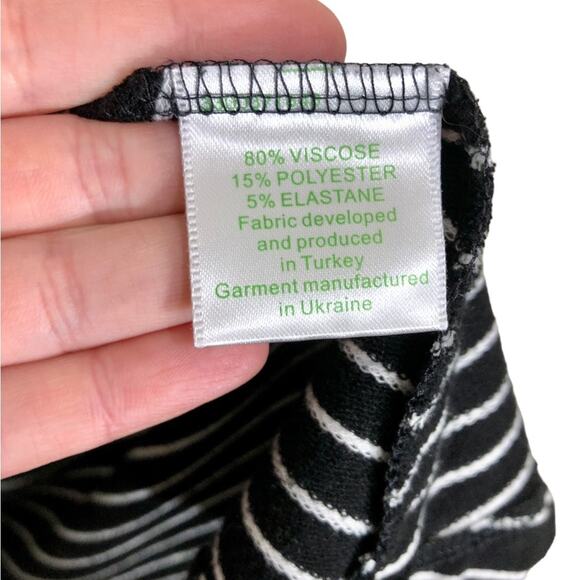 80% VISCOSE
15% POLYESTER
5% ELASTANE
Fabric developed
and produced
in Turkey
Garment manufactured
in Ukraine